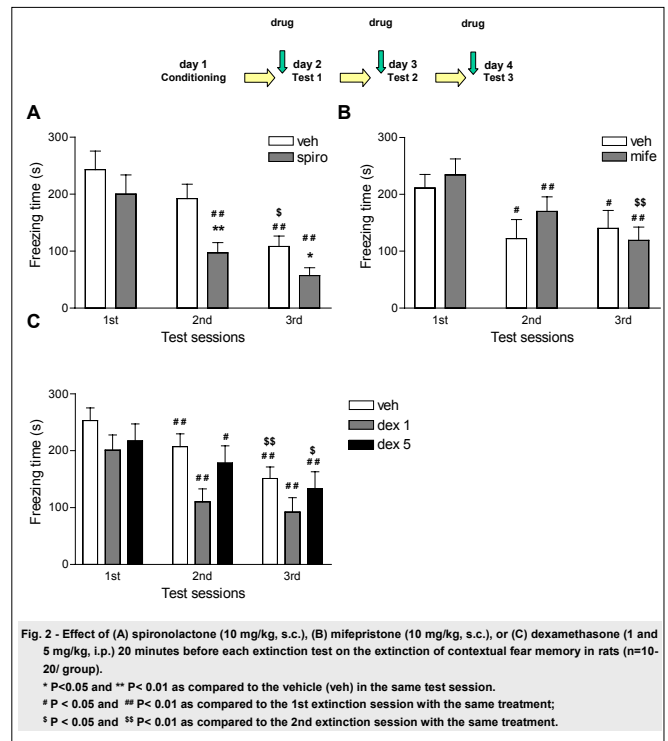 drug drug drug
day 1 day 2 day 3 day 4
Conditioning Test 1 Test 2 Test 3
A
300
200
100
0
Freezing time (s)
veh
spiro
##
**
$
##
##
*
1st 2nd 3rd
Test sessions
B
300
200
100
0
Freezing time (s)
veh
mife
#
##
#
$$
##
1st 2nd 3rd
Test sessions
C
300
200
100
0
Freezing time (s)
veh
dex 1
dex 5
##
##
#
$$
##
##
$
##
1st 2nd 3rd
Test sessions
Fig. 2 - Effect of (A) spironolactone (10 mg/kg, s.c.), (B) mifepristone (10 mg/kg, s.c.), or (C) dexamethasone (1 and
5 mg/kg, i.p.) 20 minutes before each extinction test on the extinction of contextual fear memory in rats (n=10-
20/ group).
* P<0.05 and ** P< 0.01 as compared to the vehicle (veh) in the same test session.
# P < 0.05 and ## P< 0.01 as compared to the 1st extinction session with the same treatment;
$ P < 0.05 and $$ P< 0.01 as compared to the 2nd extinction session with the same treatment.